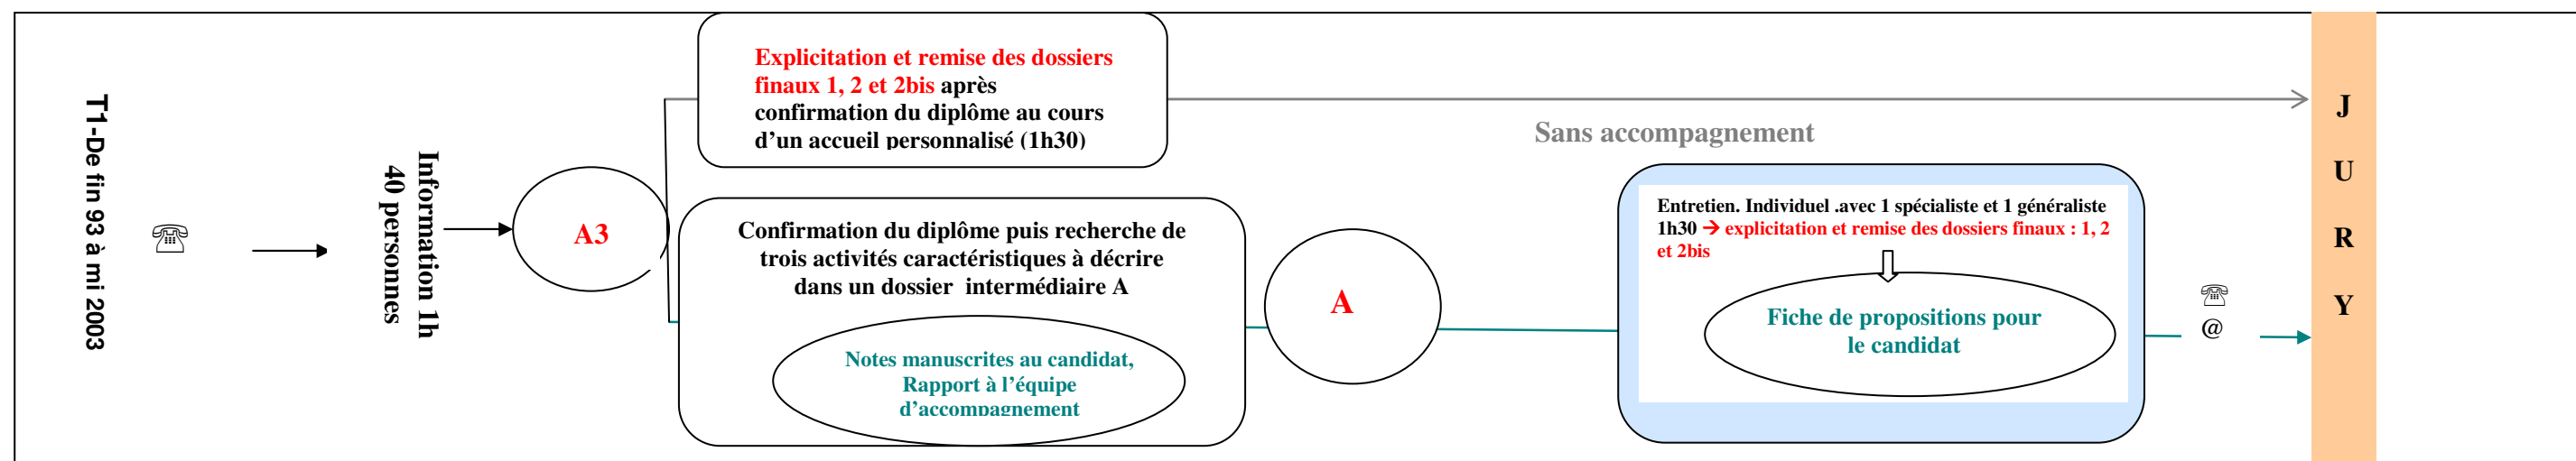 T1-De fin 93 à mi 2003
☏
Information 1h
40 personnes
A3
Explicitation et remise des dossiers
finaux 1, 2 et 2bis après
confirmation du diplôme au cours
d’un accueil personnalisé (1h30)
Sans accompagnement
Confirmation du diplôme puis recherche de
trois activités caractéristiques à décrire
dans un dossier intermédiaire A
Notes manuscrites au candidat,
Rapport à l’équipe
d’accompagnement
A
Entretien. Individuel .avec 1 spécialiste et 1 généraliste
1h30 → explicitation et remise des dossiers finaux : 1, 2
et 2bis
Fiche de propositions pour
le candidat
☏
@
J
U
R
Y